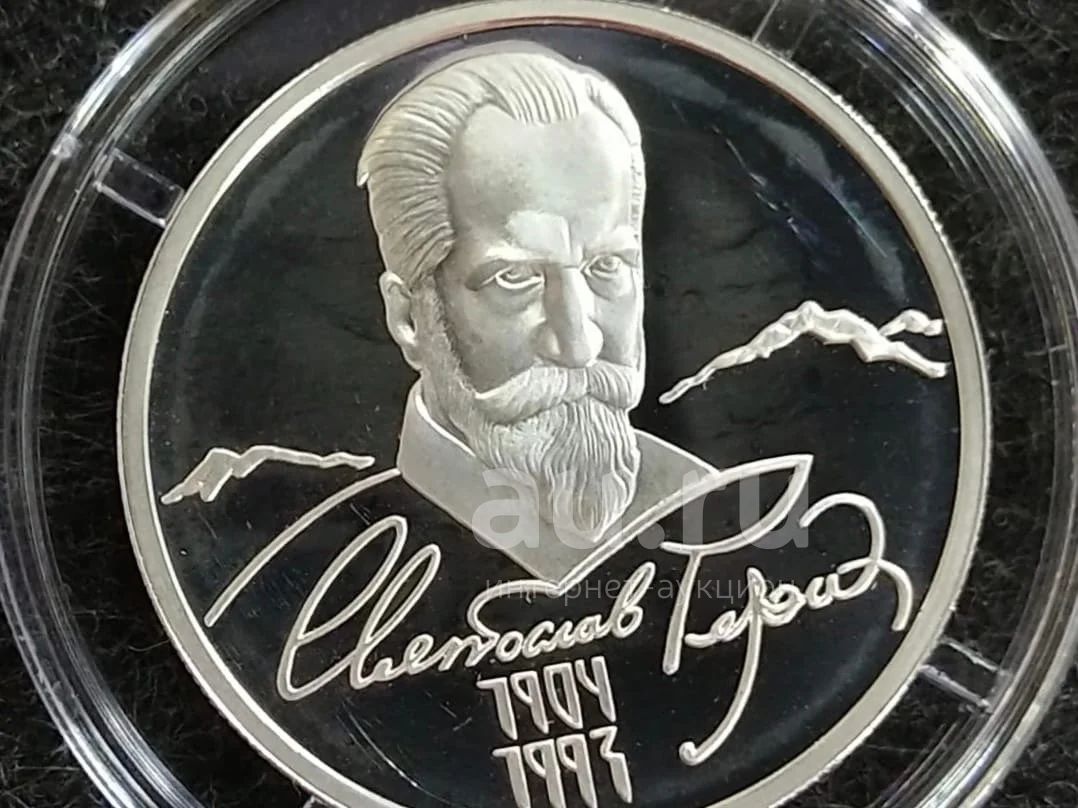 au.ru
интернет-аукцион
Святослав Рерих
1904
1993